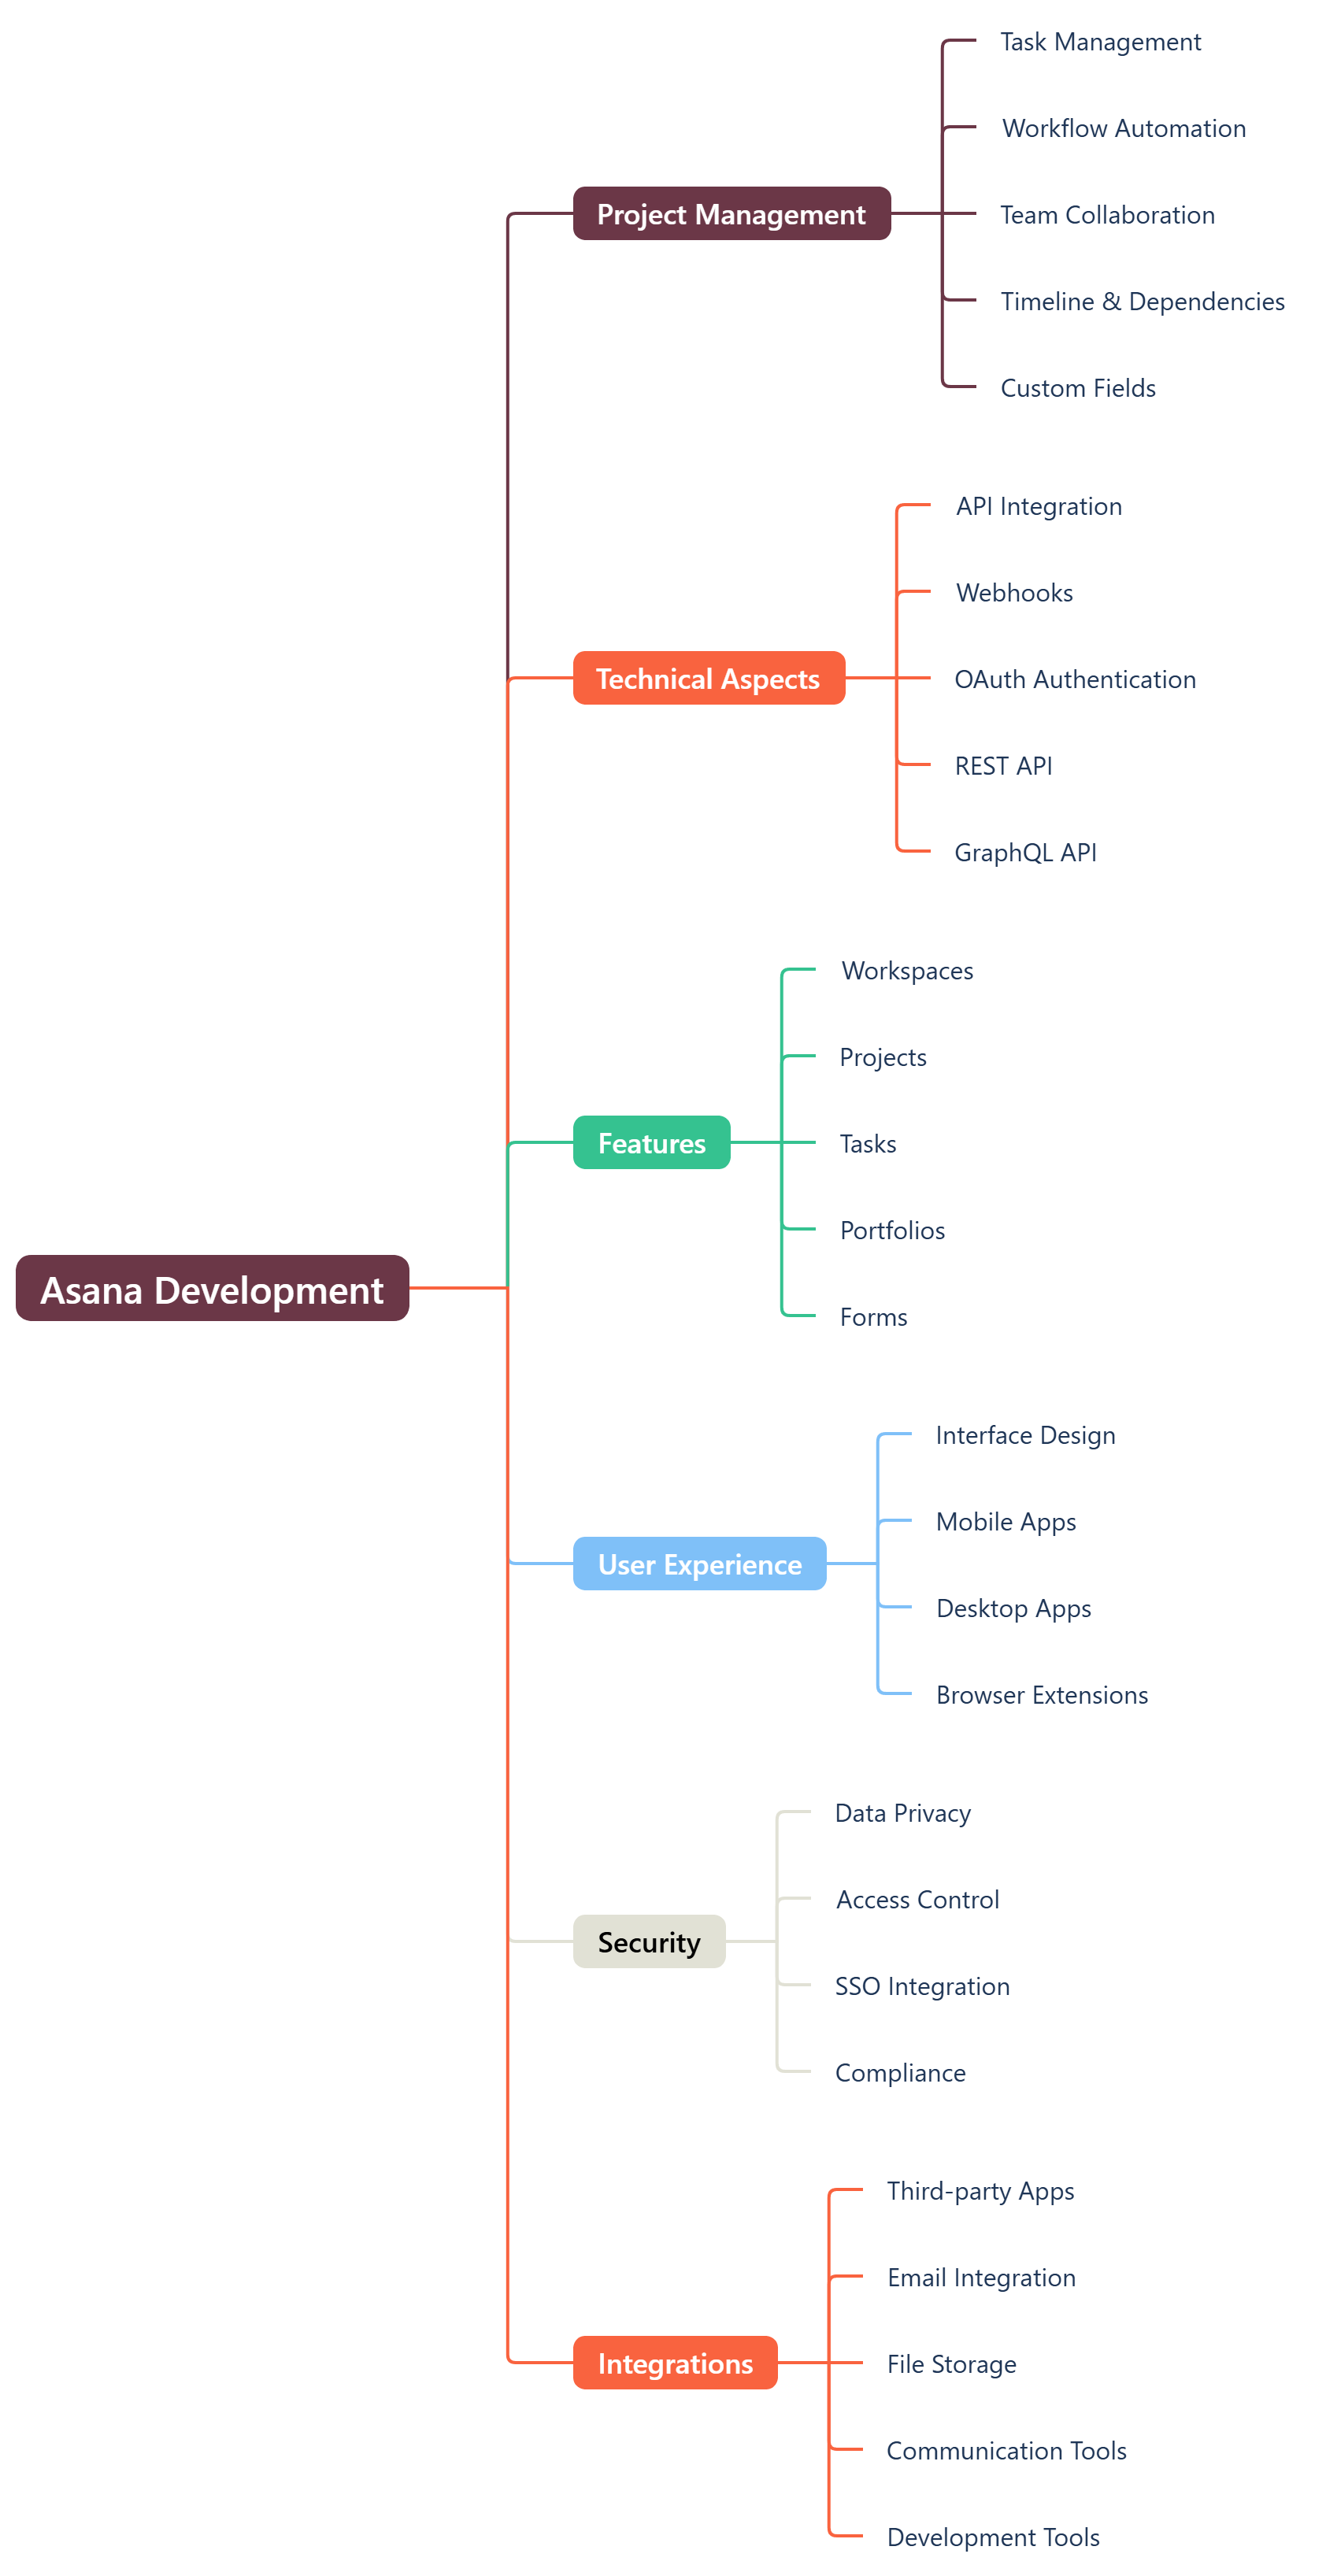 Asana Development
Project Management
Task Management
Workflow Automation
Team Collaboration
Timeline & Dependencies
Custom Fields
Technical Aspects
API Integration
Webhooks
OAuth Authentication
REST API
GraphQL API
Features
Workspaces
Projects
Tasks
Portfolios
Forms
User Experience
Interface Design
Mobile Apps
Desktop Apps
Browser Extensions
Security
Data Privacy
Access Control
SSO Integration
Compliance
Integrations
Third-party Apps
Email Integration
File Storage
Communication Tools
Development Tools